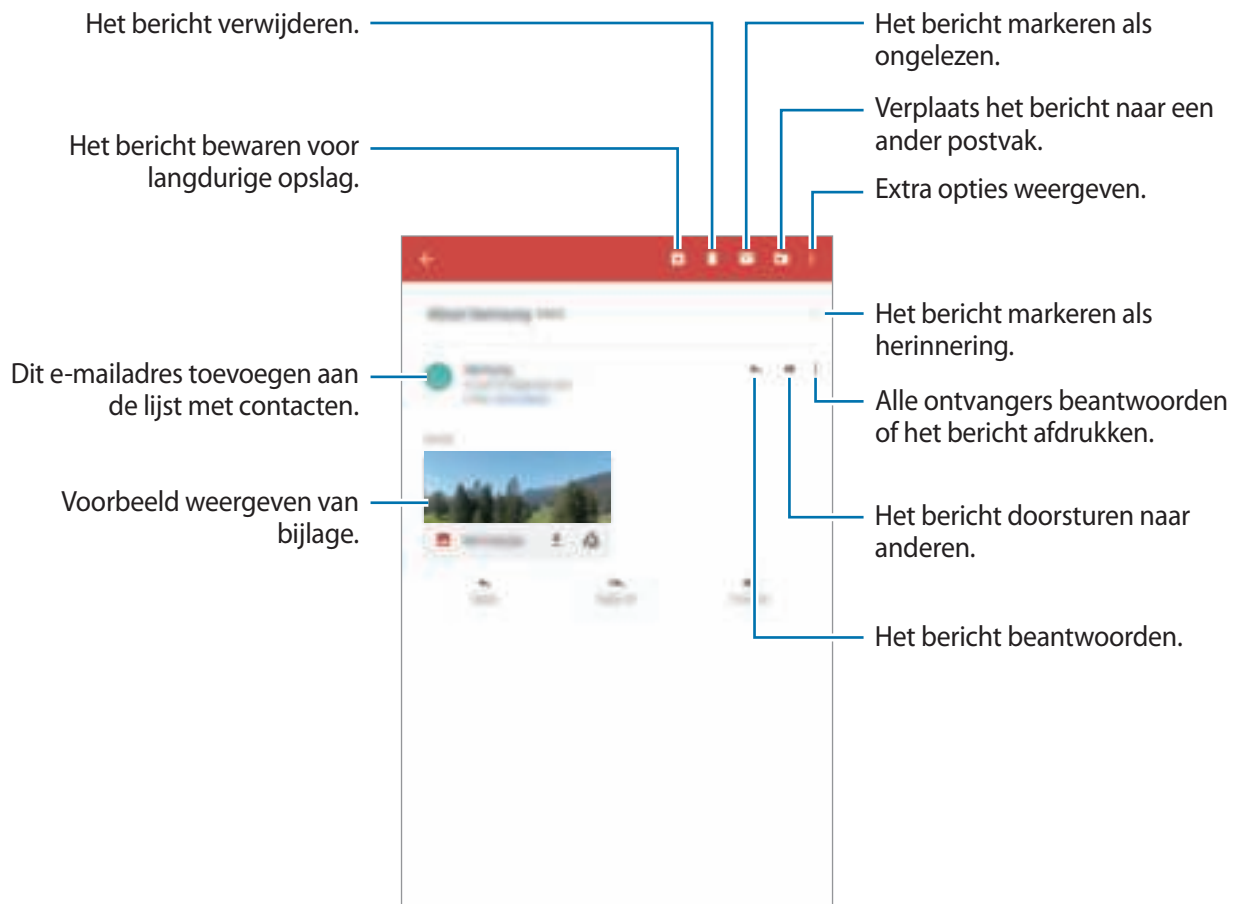 Het bericht verwijderen.
Het bericht bewaren voor
langdurige opslag.
Dit e-mailadres toevoegen aan
de lijst met contacten.
Voorbeeld weergeven van
bijlage.
Het bericht markeren als
ongelezen.
Verplaats het bericht naar een
ander postvak.
Extra opties weergeven.
Het bericht markeren als
herinnering.
Alle ontvangers beantwoorden
of het bericht afdrukken.
Het bericht doorsturen naar
anderen.
Het bericht beantwoorden.